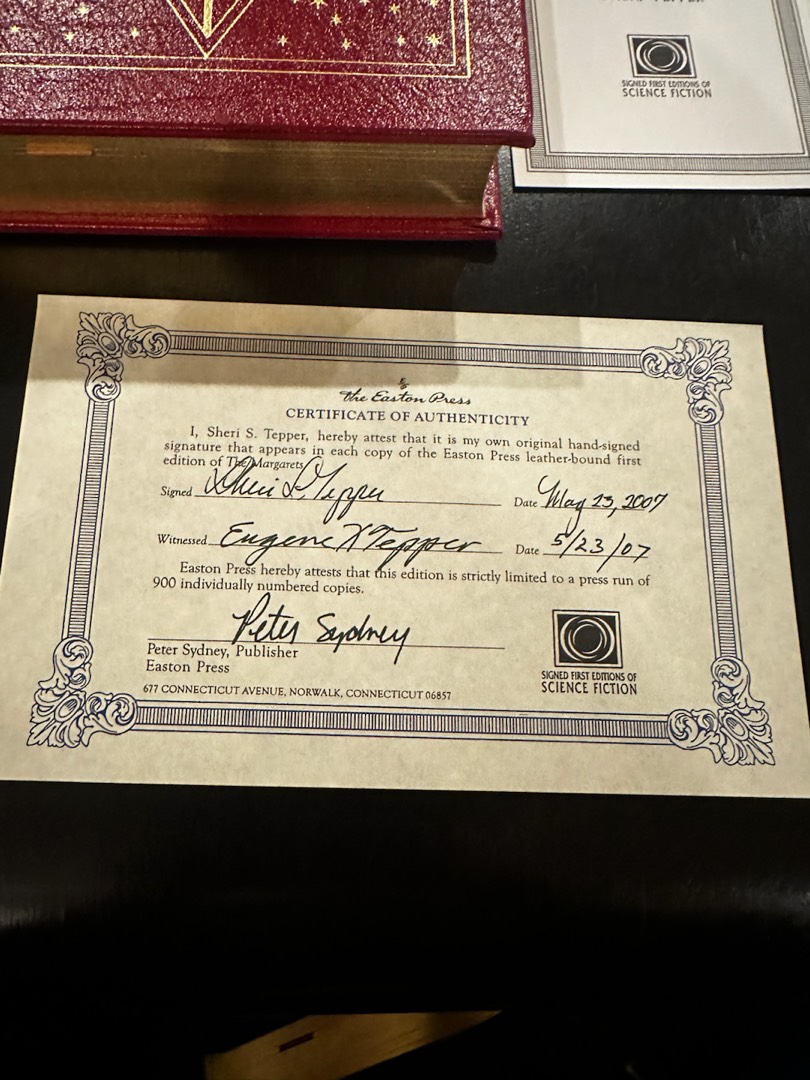 SIGNED FIRST EDITIONS OF
SCIENCE FICTION
The Easton Press
CERTIFICATE OF AUTHENTICITY
I, Sheri S. Tepper, hereby attest that it is my own original hand-signed
signature that appears in each copy of the Easton Press leather-bound first
edition of The Margarets
Signed Sheri S. Tepper Date May 23, 2007
Witnessed Eugene X Tepper Date 5/23/07
Easton Press hereby attests that this edition is strictly limited to a press run of
900 individually numbered copies.
Peter Sydney
Peter Sydney, Publisher
Easton Press
SIGNED FIRST EDITIONS OF
SCIENCE FICTION
677 CONNECTICUT AVENUE, NORWALK, CONNECTICUT 06857